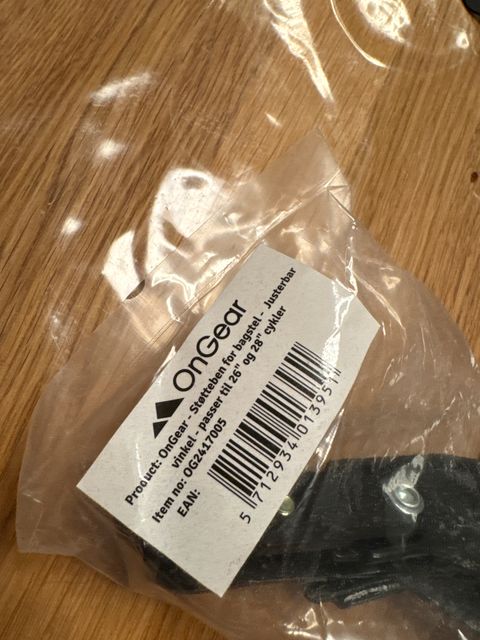 OnGear
Product: OnGear - Støtteben for bagstel - Justerbar
vinkel - passer til 26" og 28" cykler
Item no: OG2417005
EAN:
5 712934 013951